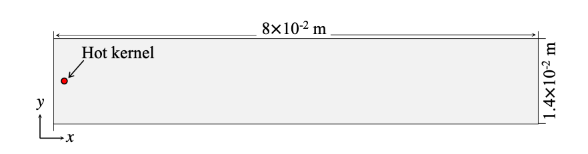 8×10⁻² m
Hot kernel
1.4×10⁻² m
y
x